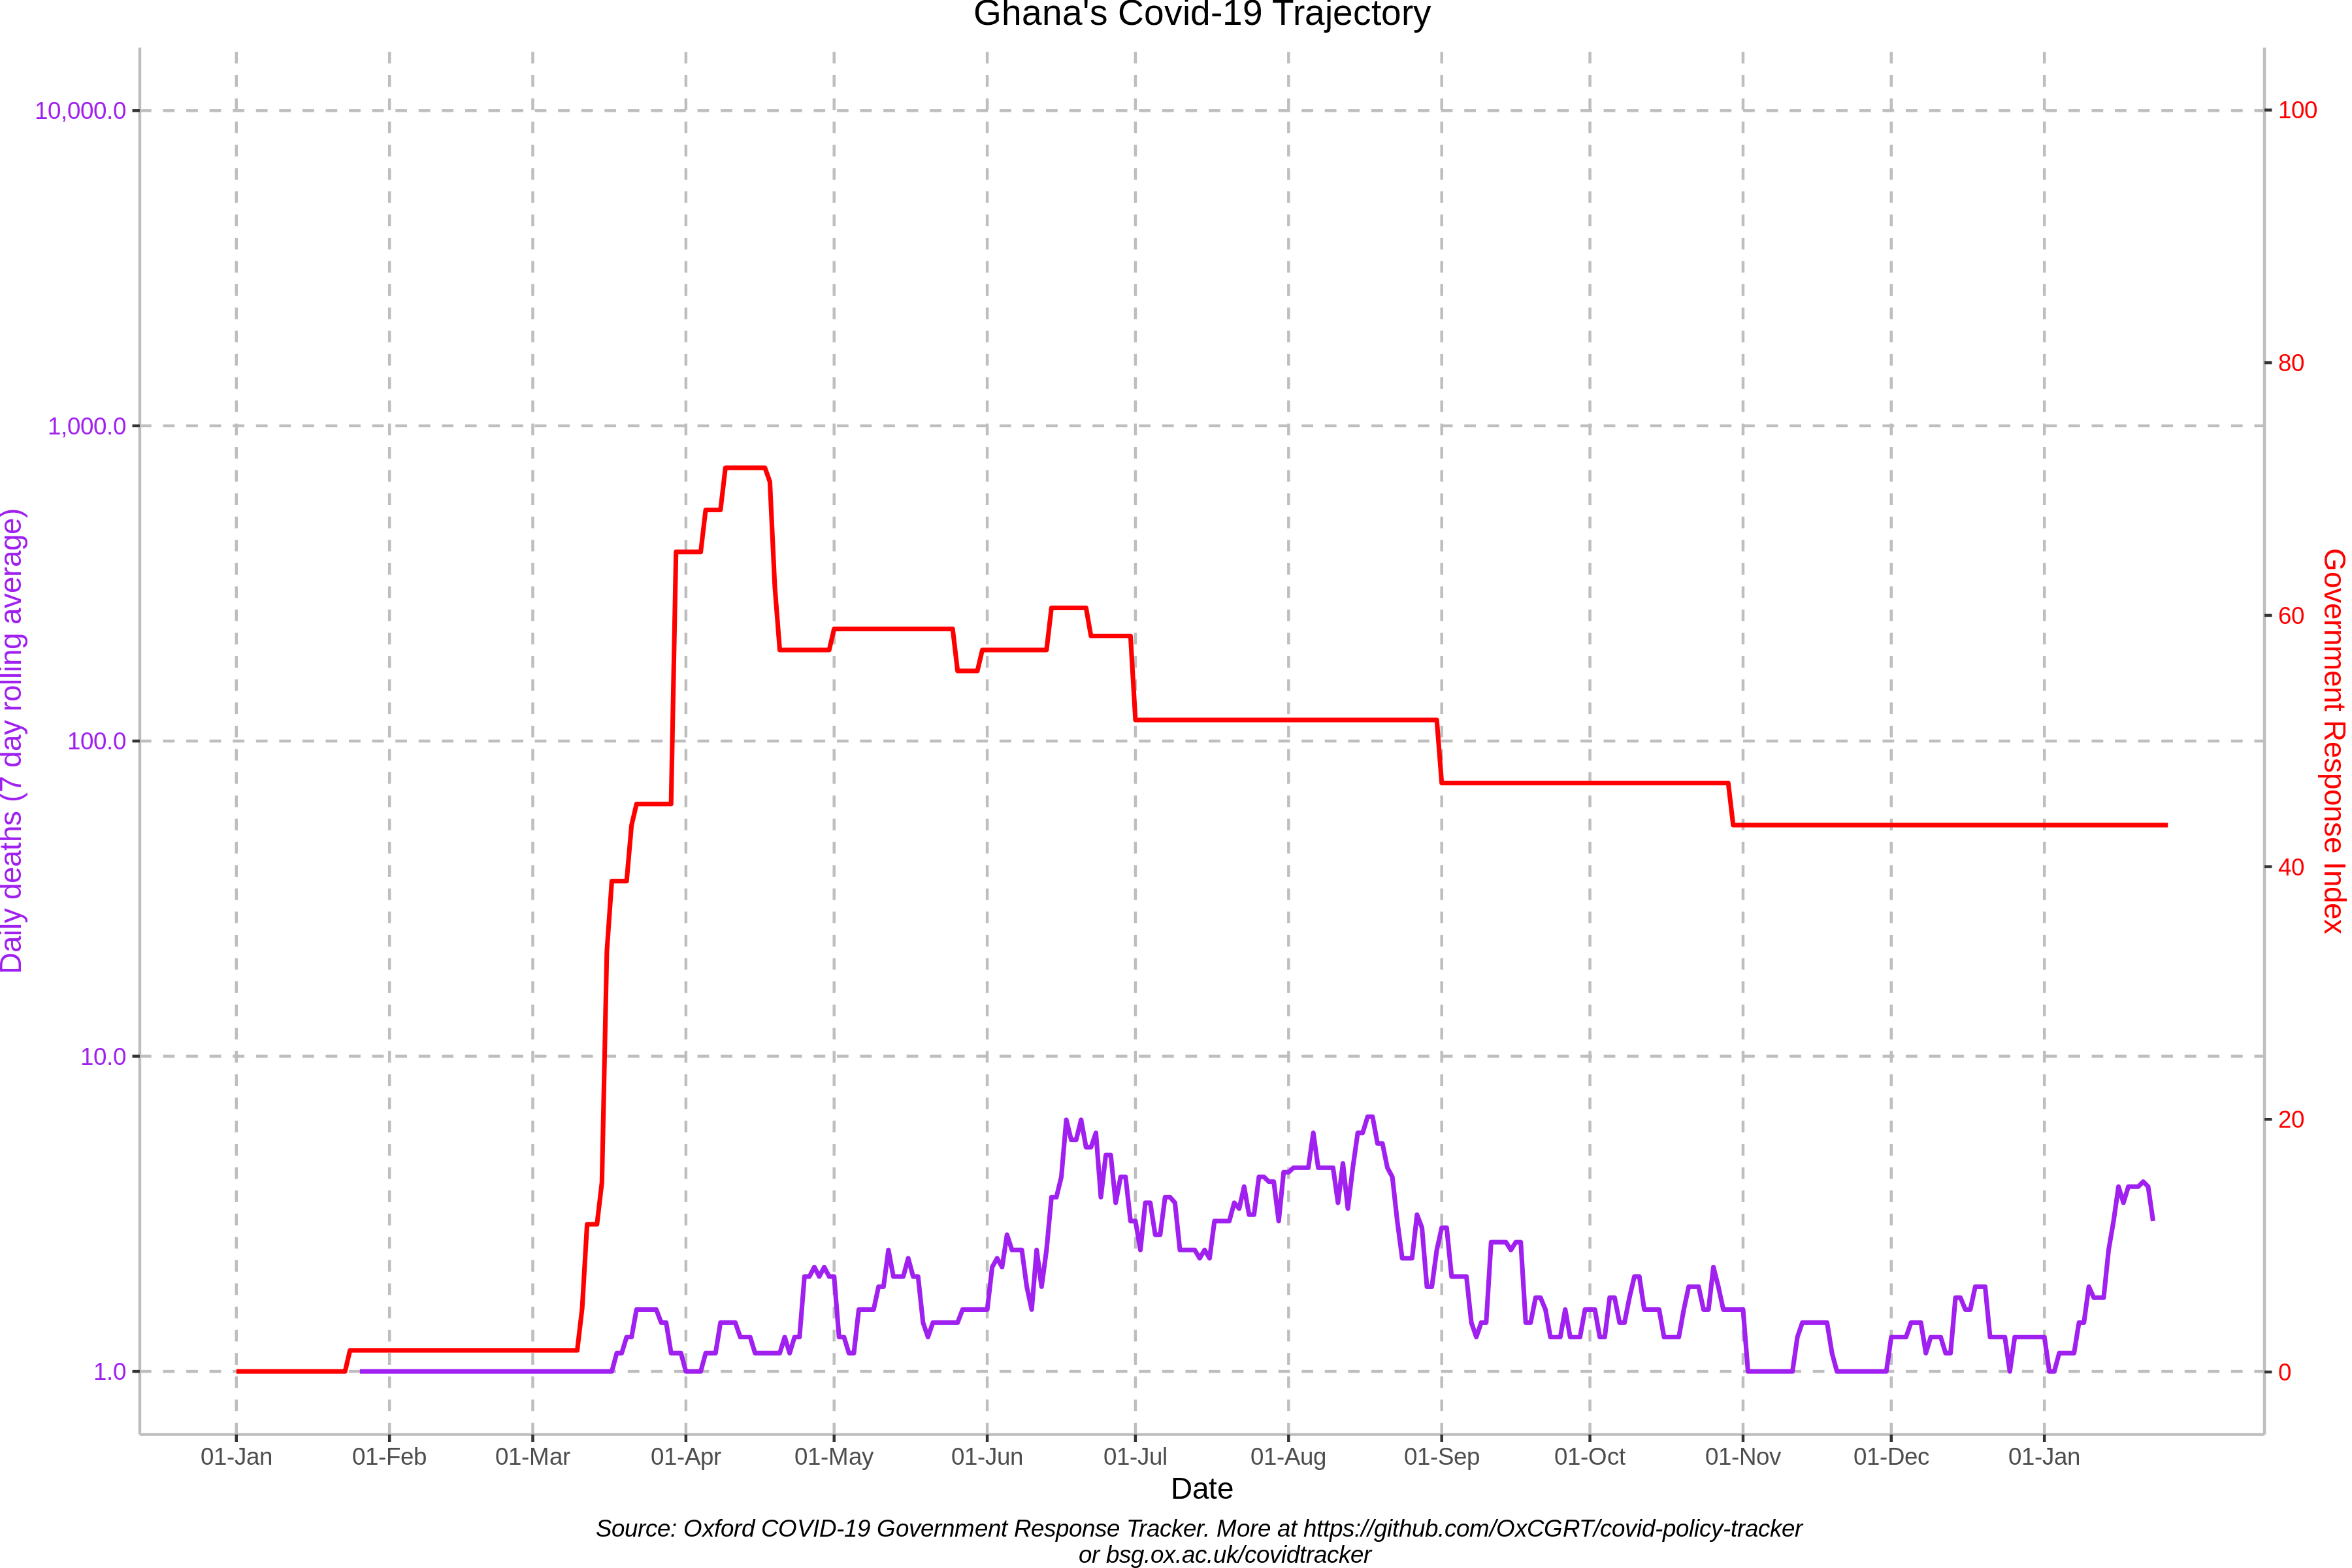 Ghana's Covid-19 Trajectory
10,000.0
1,000.0
100.0
10.0
1.0
Daily deaths (7 day rolling average)
100
80
60
40
20
0
Government Response Index
01-Jan
01-Feb
01-Mar
01-Apr
01-May
01-Jun
01-Jul
01-Aug
01-Sep
01-Oct
01-Nov
01-Dec
01-Jan
Date
Source: Oxford COVID-19 Government Response Tracker. More at https://github.com/OxCGRT/covid-policy-tracker
or bsg.ox.ac.uk/covidtracker